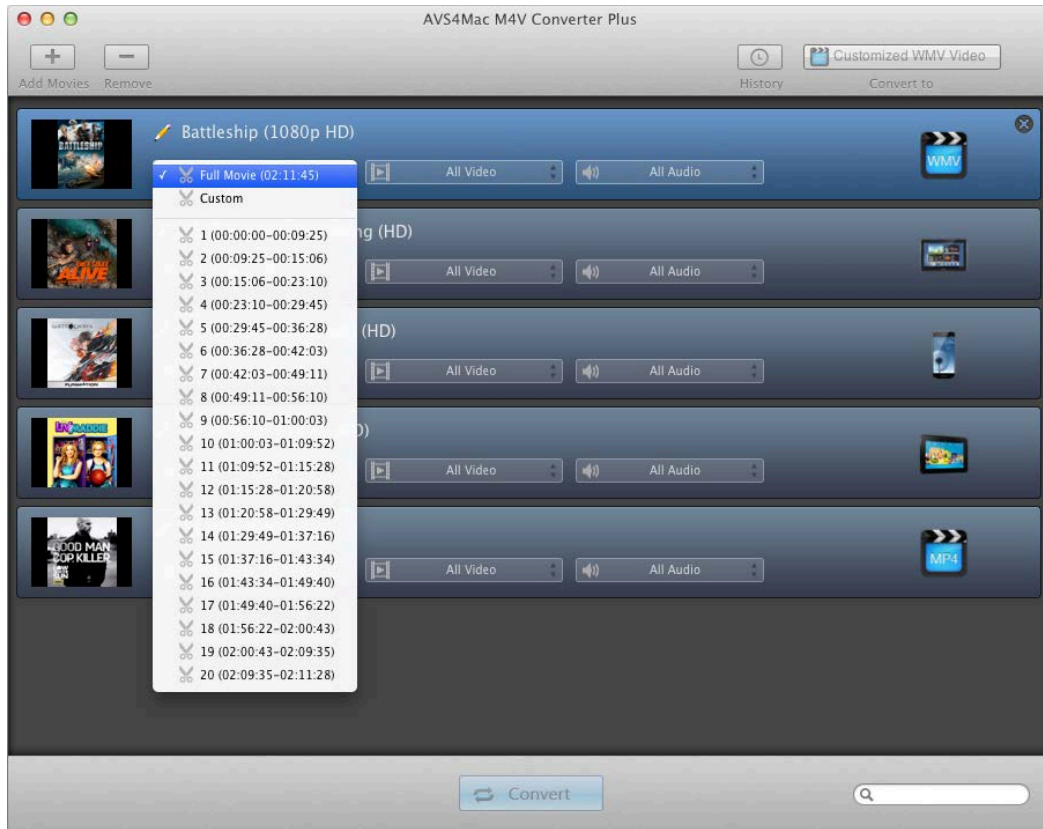 AVS4Mac M4V Converter Plus
Add Movies Remove
History
Customized WMV Video
Convert to
BATTLESHIP
Battleship (1080p HD)
WMV
✓ Full Movie (02:11:45)
All Video
All Audio
Custom
1 (00:00:00-00:09:25)
ng (HD)
2 (00:09:25-00:15:06)
ALIVE
All Video
All Audio
3 (00:15:06-00:23:10)
4 (00:23:10-00:29:45)
5 (00:29:45-00:36:28)
(HD)
6 (00:36:28-00:42:03)
7 (00:42:03-00:49:11)
All Video
All Audio
8 (00:49:11-00:56:10)
9 (00:56:10-01:00:03)
D)
10 (01:00:03-01:09:52)
11 (01:09:52-01:15:28)
All Video
All Audio
12 (01:15:28-01:20:58)
13 (01:20:58-01:29:49)
14 (01:29:49-01:37:16)
GOOD MAN
COP. KILLER
MP4
15 (01:37:16-01:43:34)
All Video
All Audio
16 (01:43:34-01:49:40)
17 (01:49:40-01:56:22)
18 (01:56:22-02:00:43)
19 (02:00:43-02:09:35)
20 (02:09:35-02:11:28)
Convert